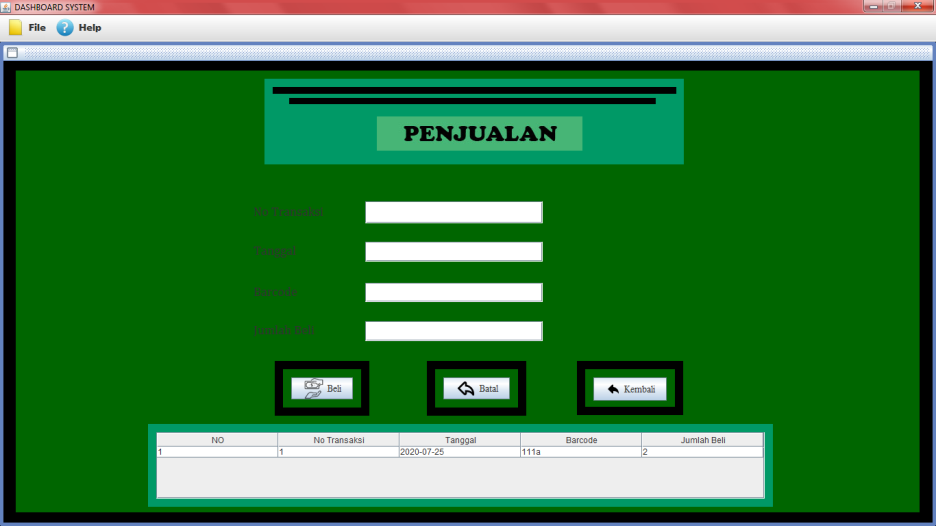 DASHBOARD SYSTEM
File Help
PENJUALAN
No Transaksi
Tanggal
Barcode
Jumlah Beli
Beli Batal Kembali
NO No Transaksi Tanggal Barcode Jumlah Beli
1 1 2020-07-25 111a 2